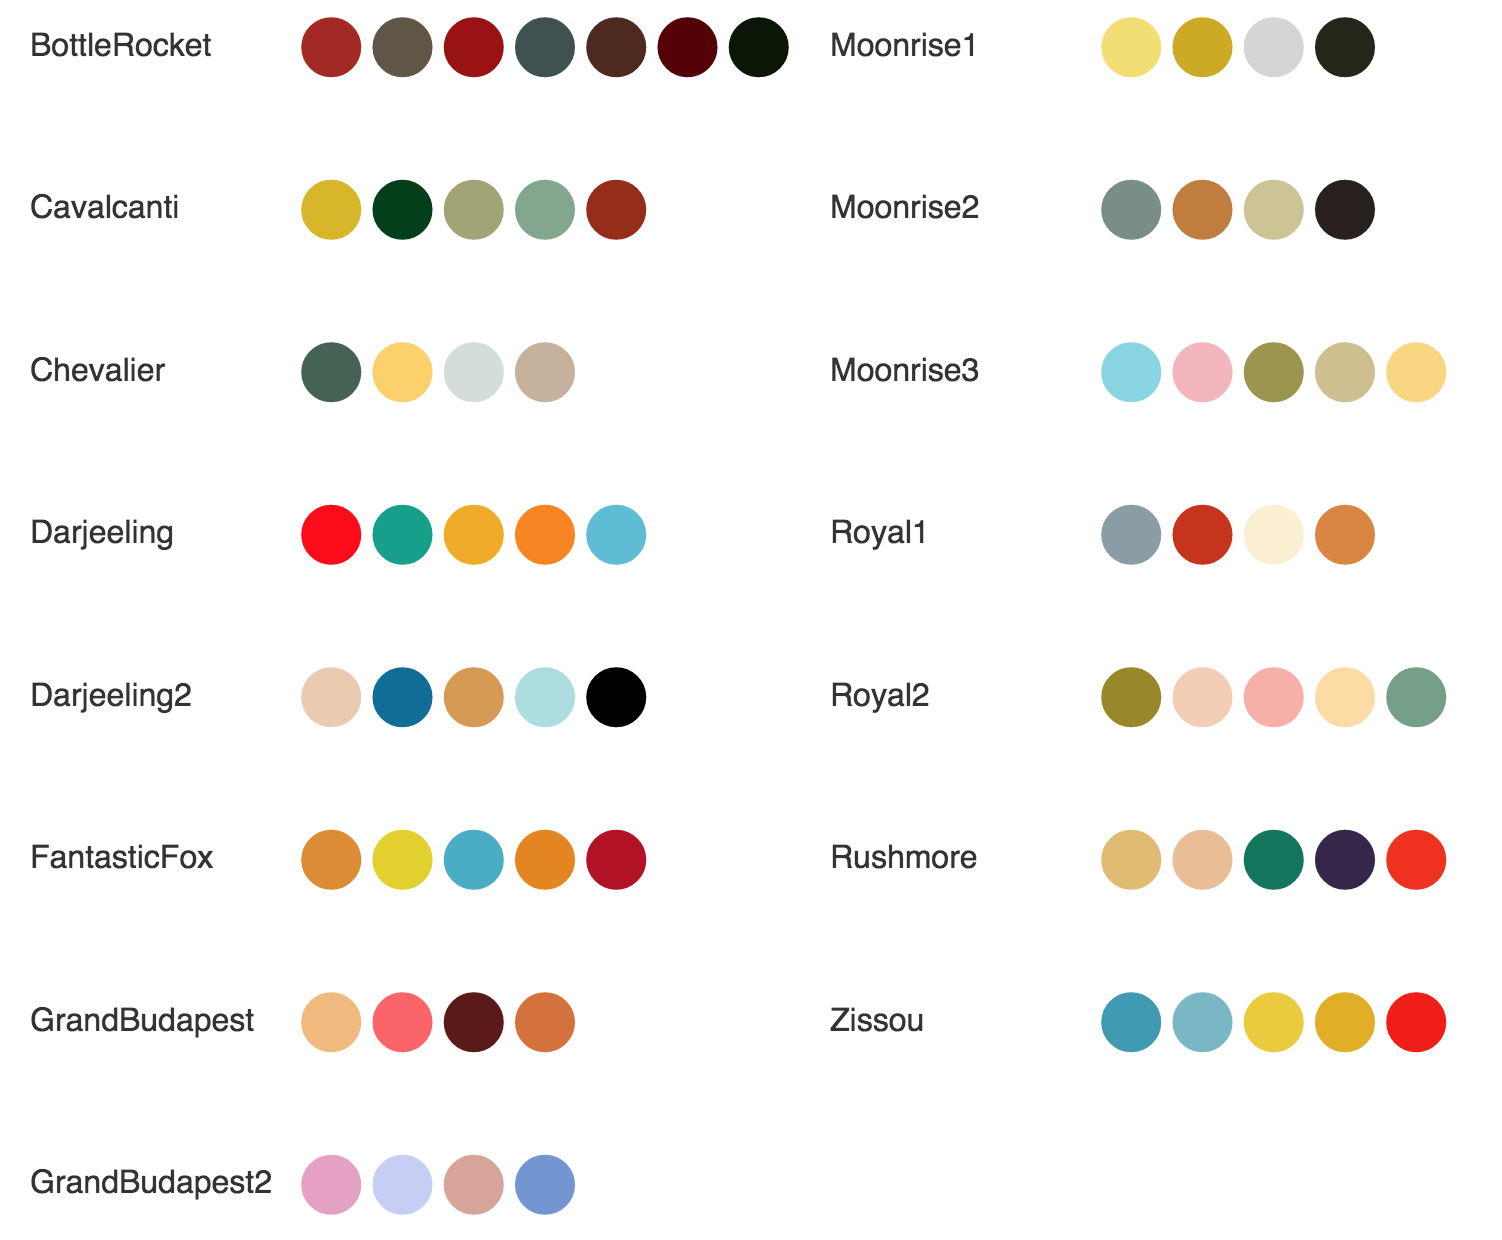 BottleRocket
Cavalcanti
Chevalier
Darjeeling
Darjeeling2
FantasticFox
GrandBudapest
GrandBudapest2
Moonrise1
Moonrise2
Moonrise3
Royal1
Royal2
Rushmore
Zissou